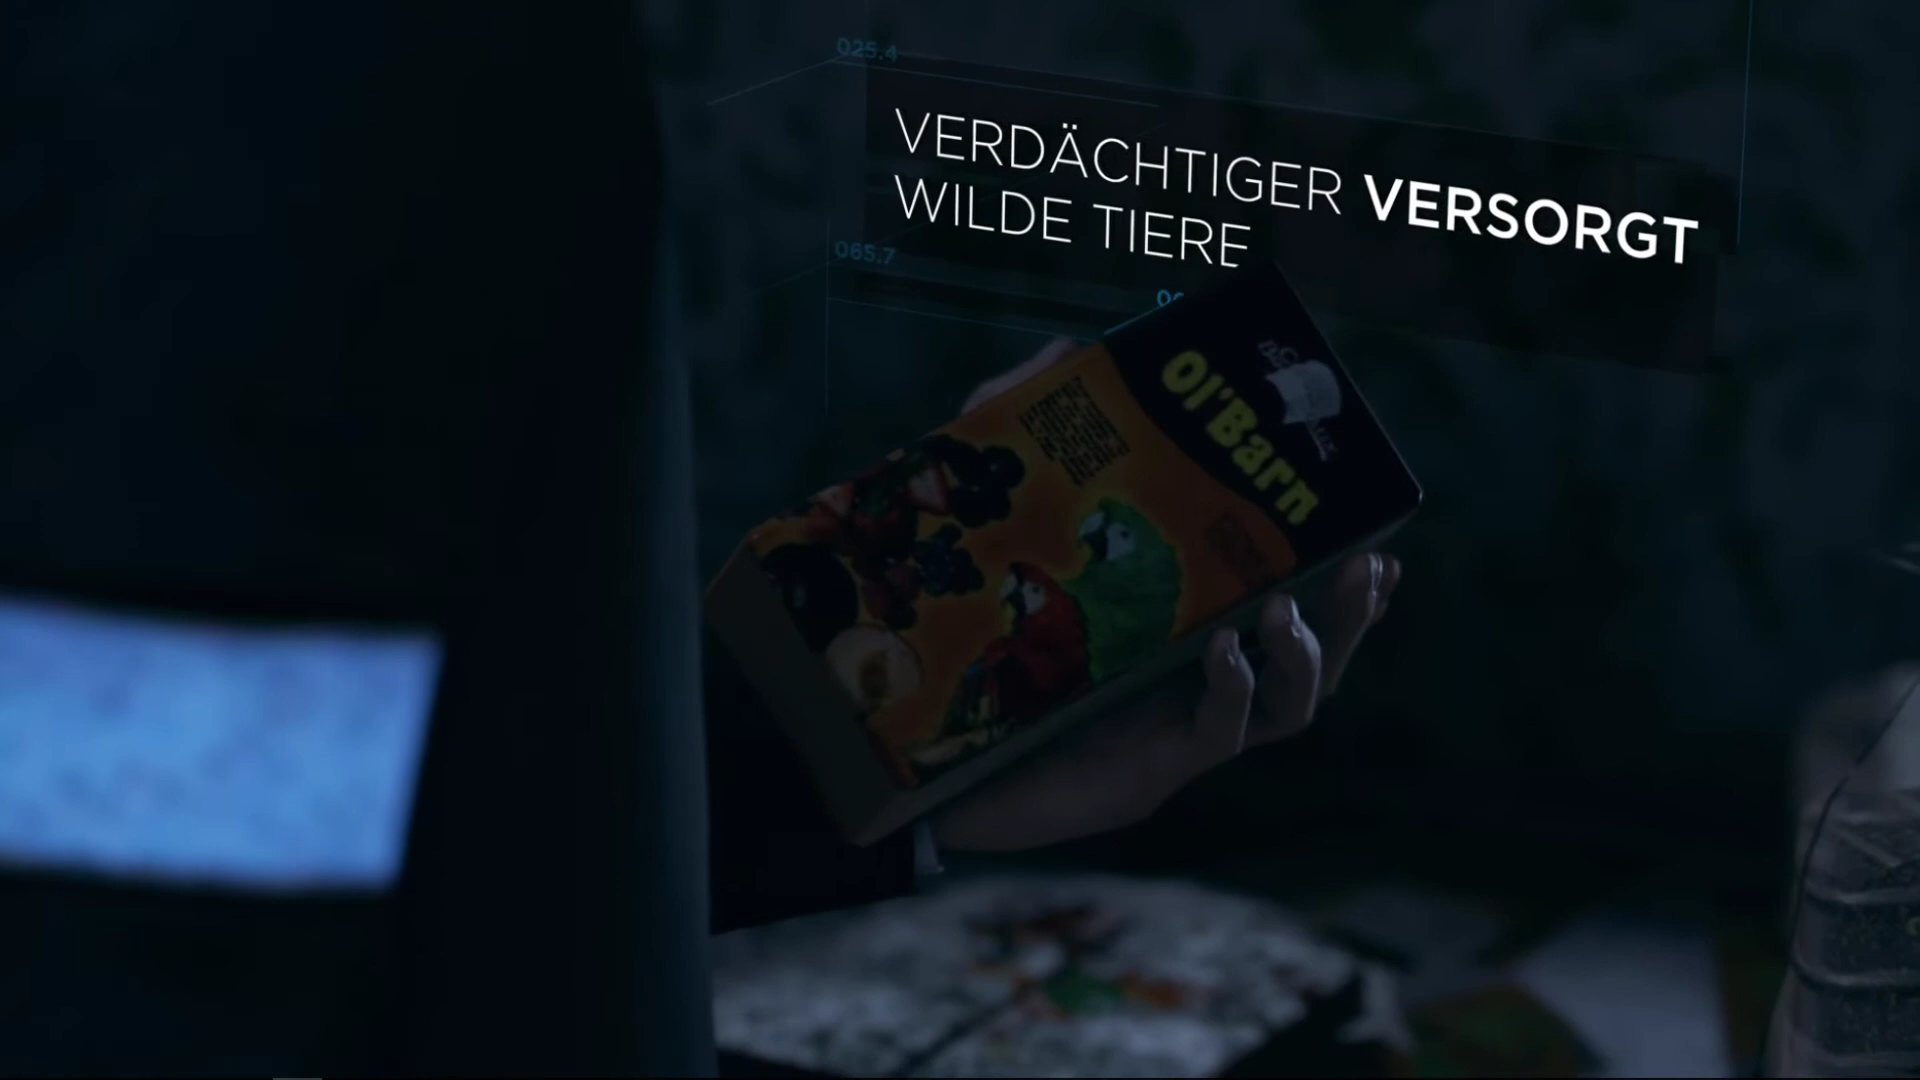 025.4
VERDÄCHTIGER VERSORGT
WILDE TIERE
065.7
Ol'Barn